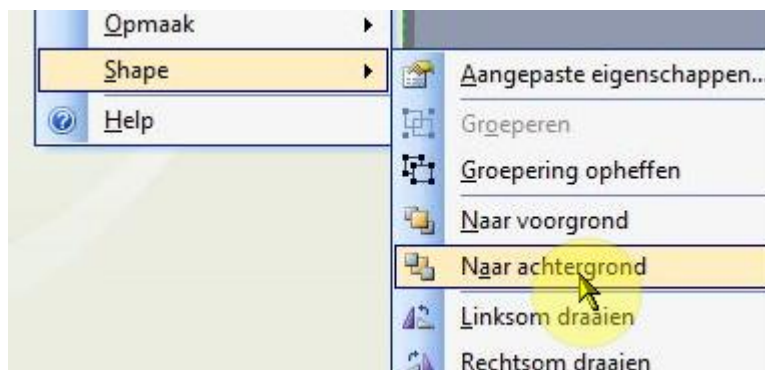 Opmaak
Shape
Help
Aangepaste eigenschappen...
Groeperen
Groepering opheffen
Naar voorgrond
Naar achtergrond
Linksom draaien
Rechtsom draaien